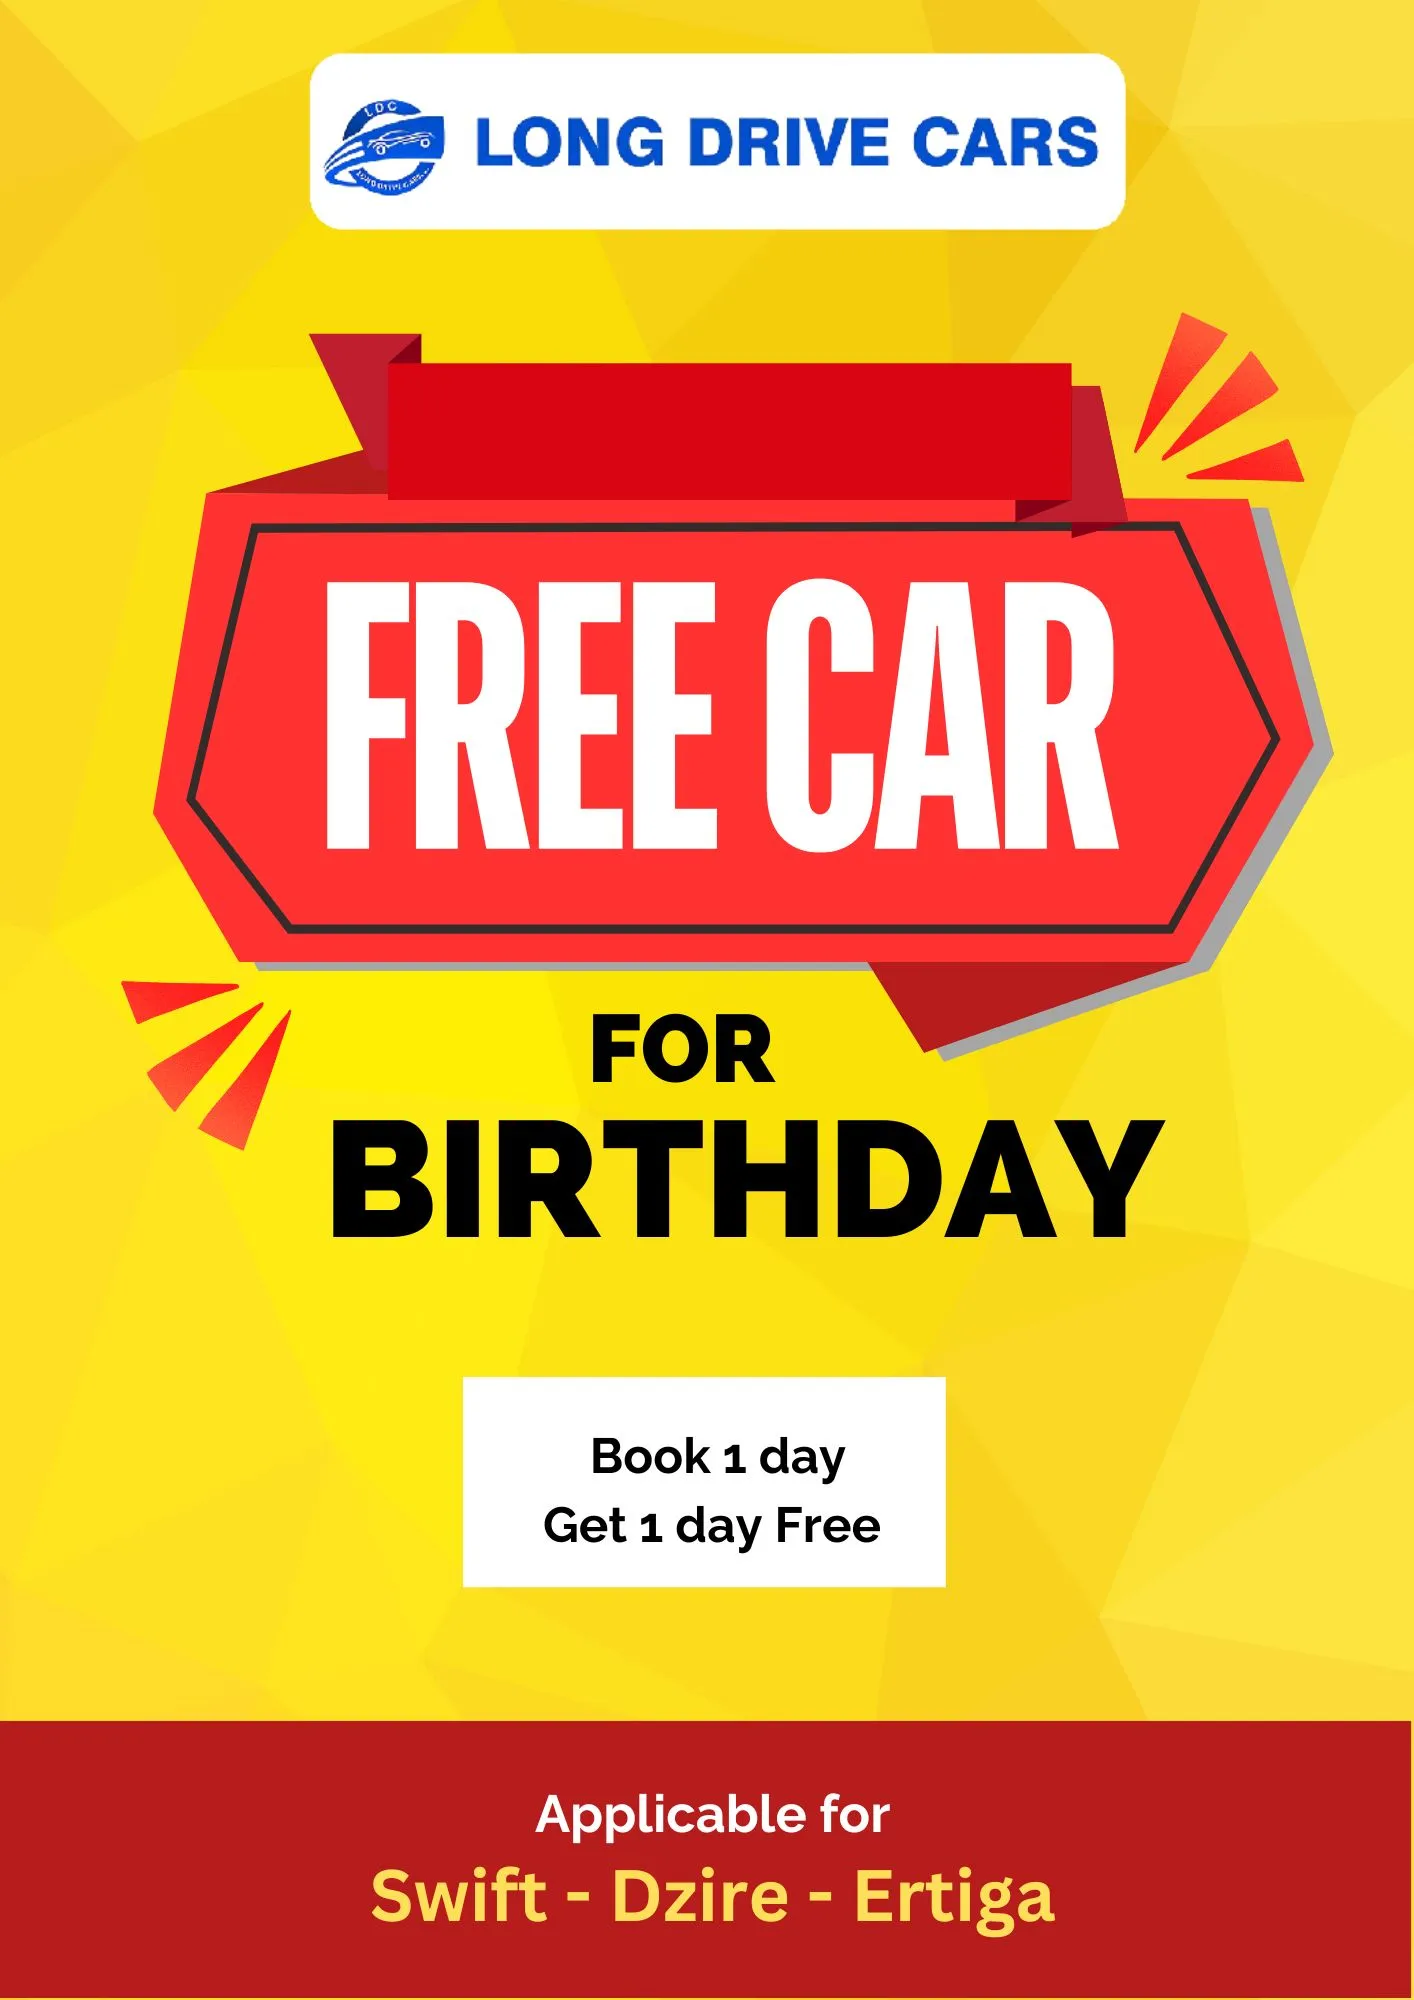 LDC
LONG DRIVE CARS
FREE CAR
FOR
BIRTHDAY
Book 1 day
Get 1 day Free
Applicable for
Swift - Dzire - Ertiga